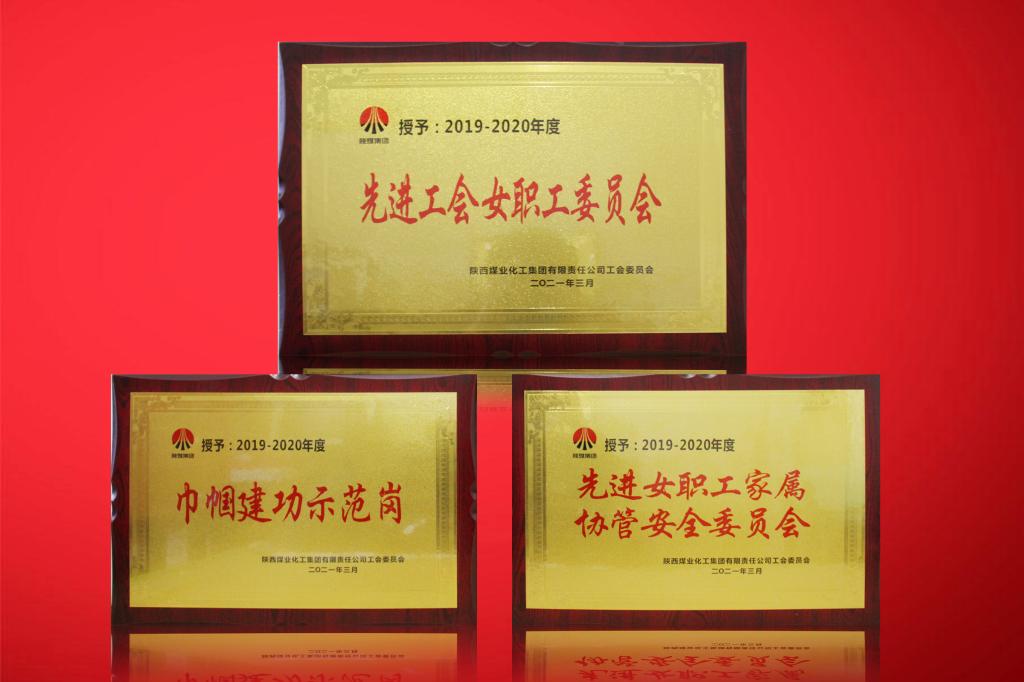 陕煤集团
授予：2019-2020年度
先进工会女职工委员会
陕西煤业化工集团有限责任公司工会委员会
二〇二一年三月
陕煤集团
授予：2019-2020年度
巾帼建功示范岗
陕西煤业化工集团有限责任公司工会委员会
二〇二一年三月
陕煤集团
授予：2019-2020年度
先进女职工家属
协管安全委员会
陕西煤业化工集团有限责任公司工会委员会
二〇二一年三月